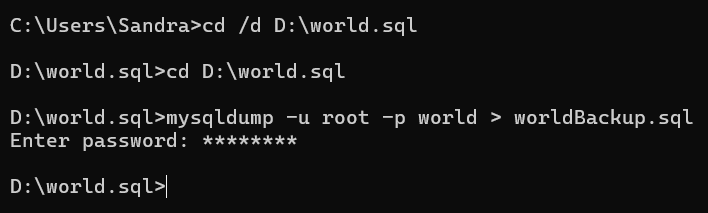 C:\Users\Sandra>cd /d D:\world.sql
D:\world.sql>cd D:\world.sql
D:\world.sql>mysqldump -u root -p world > worldBackup.sql
Enter password: ********
D:\world.sql>